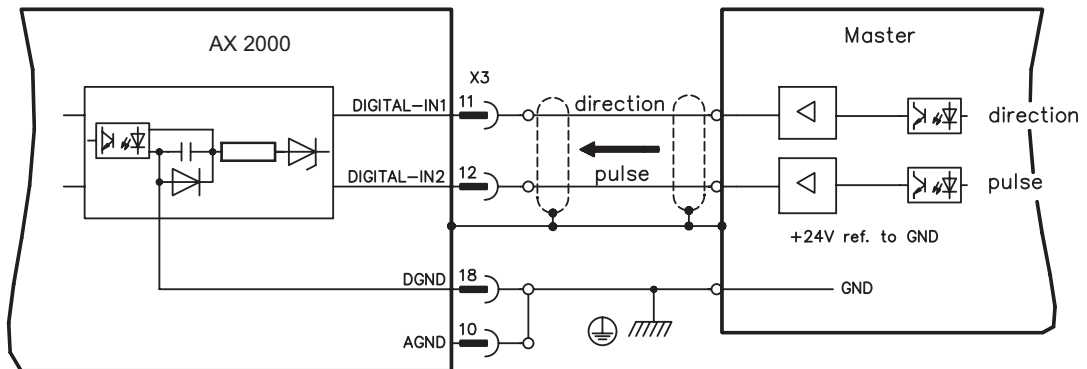 AX 2000
Master
X3
DIGITAL-IN1
11
direction
direction
pulse
DIGITAL-IN2
12
pulse
+24V ref. to GND
DGND
18
GND
AGND
10